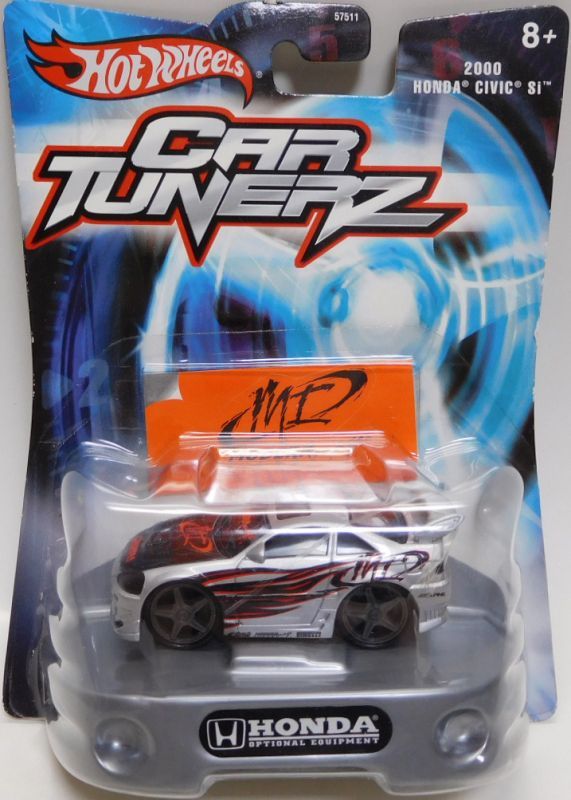 57511
HOT WHEELS®
8+
2000
HONDA® CIVIC® Si™
CAR
TUNERZ
HONDA
OPTIONAL EQUIPMENT